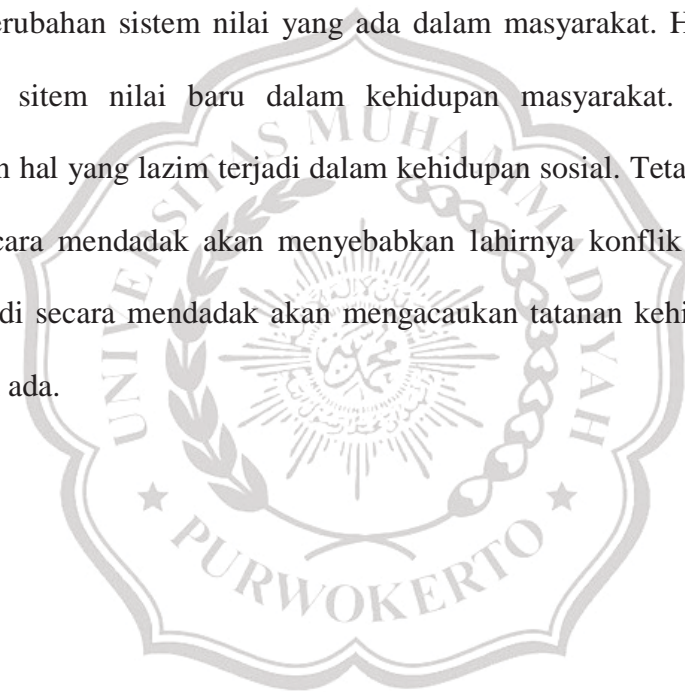 erubahan sistem nilai yang ada dalam masyarakat. H
sitem nilai baru dalam kehidupan masyarakat.
hal yang lazim terjadi dalam kehidupan sosial. Teta
cara mendadak akan menyebabkan lahirnya konflik
di secara mendadak akan mengacaukan tatanan kehi
ada.
UNIVERSITAS MUHAMMADIYAH
PURWOKERTO